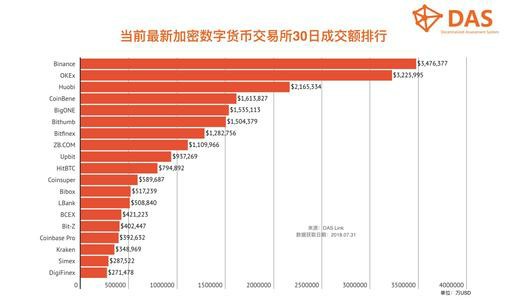 DAS
Decentralized Assessment System
当前最新加密数字货币交易所30日成交额排行
Binance $3,476,377
OKEx $3,225,995
Huobi $2,165,334
CoinBene $1,613,827
BigONE $1,535,113
Bithumb $1,504,379
Bitfinex $1,282,756
ZB.COM $1,109,966
Upbit $937,269
HitBTC $794,892
Coinsuper $589,687
Bibox $517,239
LBank $508,840
BCEX $421,223
Bit-Z $402,447
Coinbase Pro $392,632
Kraken $348,969
Simex $287,522
DigiFinex $271,478
来源：DAS Link
数据获取日期：2018.07.31
0 500000 1000000 1500000 2000000 2500000 3000000 3500000 4000000
单位：万USD